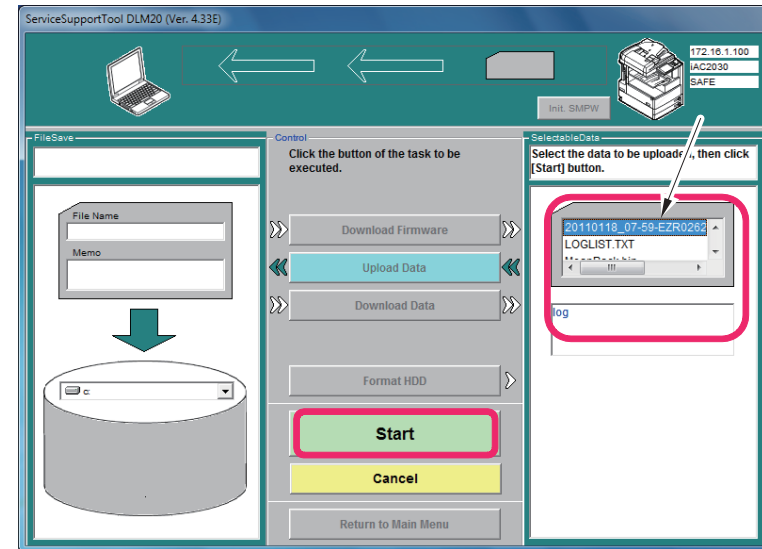 ServiceSupportTool DLM20 (Ver. 4.33E)
172.16.1.100
iAC2030
SAFE
Init. SMPW
FileSave
Control
SelectableData
Click the button of the task to be
executed.
Select the data to be uploaded, then click
[Start] button.
File Name
Memo
Download Firmware
Upload Data
Download Data
20110118_07-59-EZR0262
LOGLIST.TXT
log
Format HDD
c:
Start
Cancel
Return to Main Menu